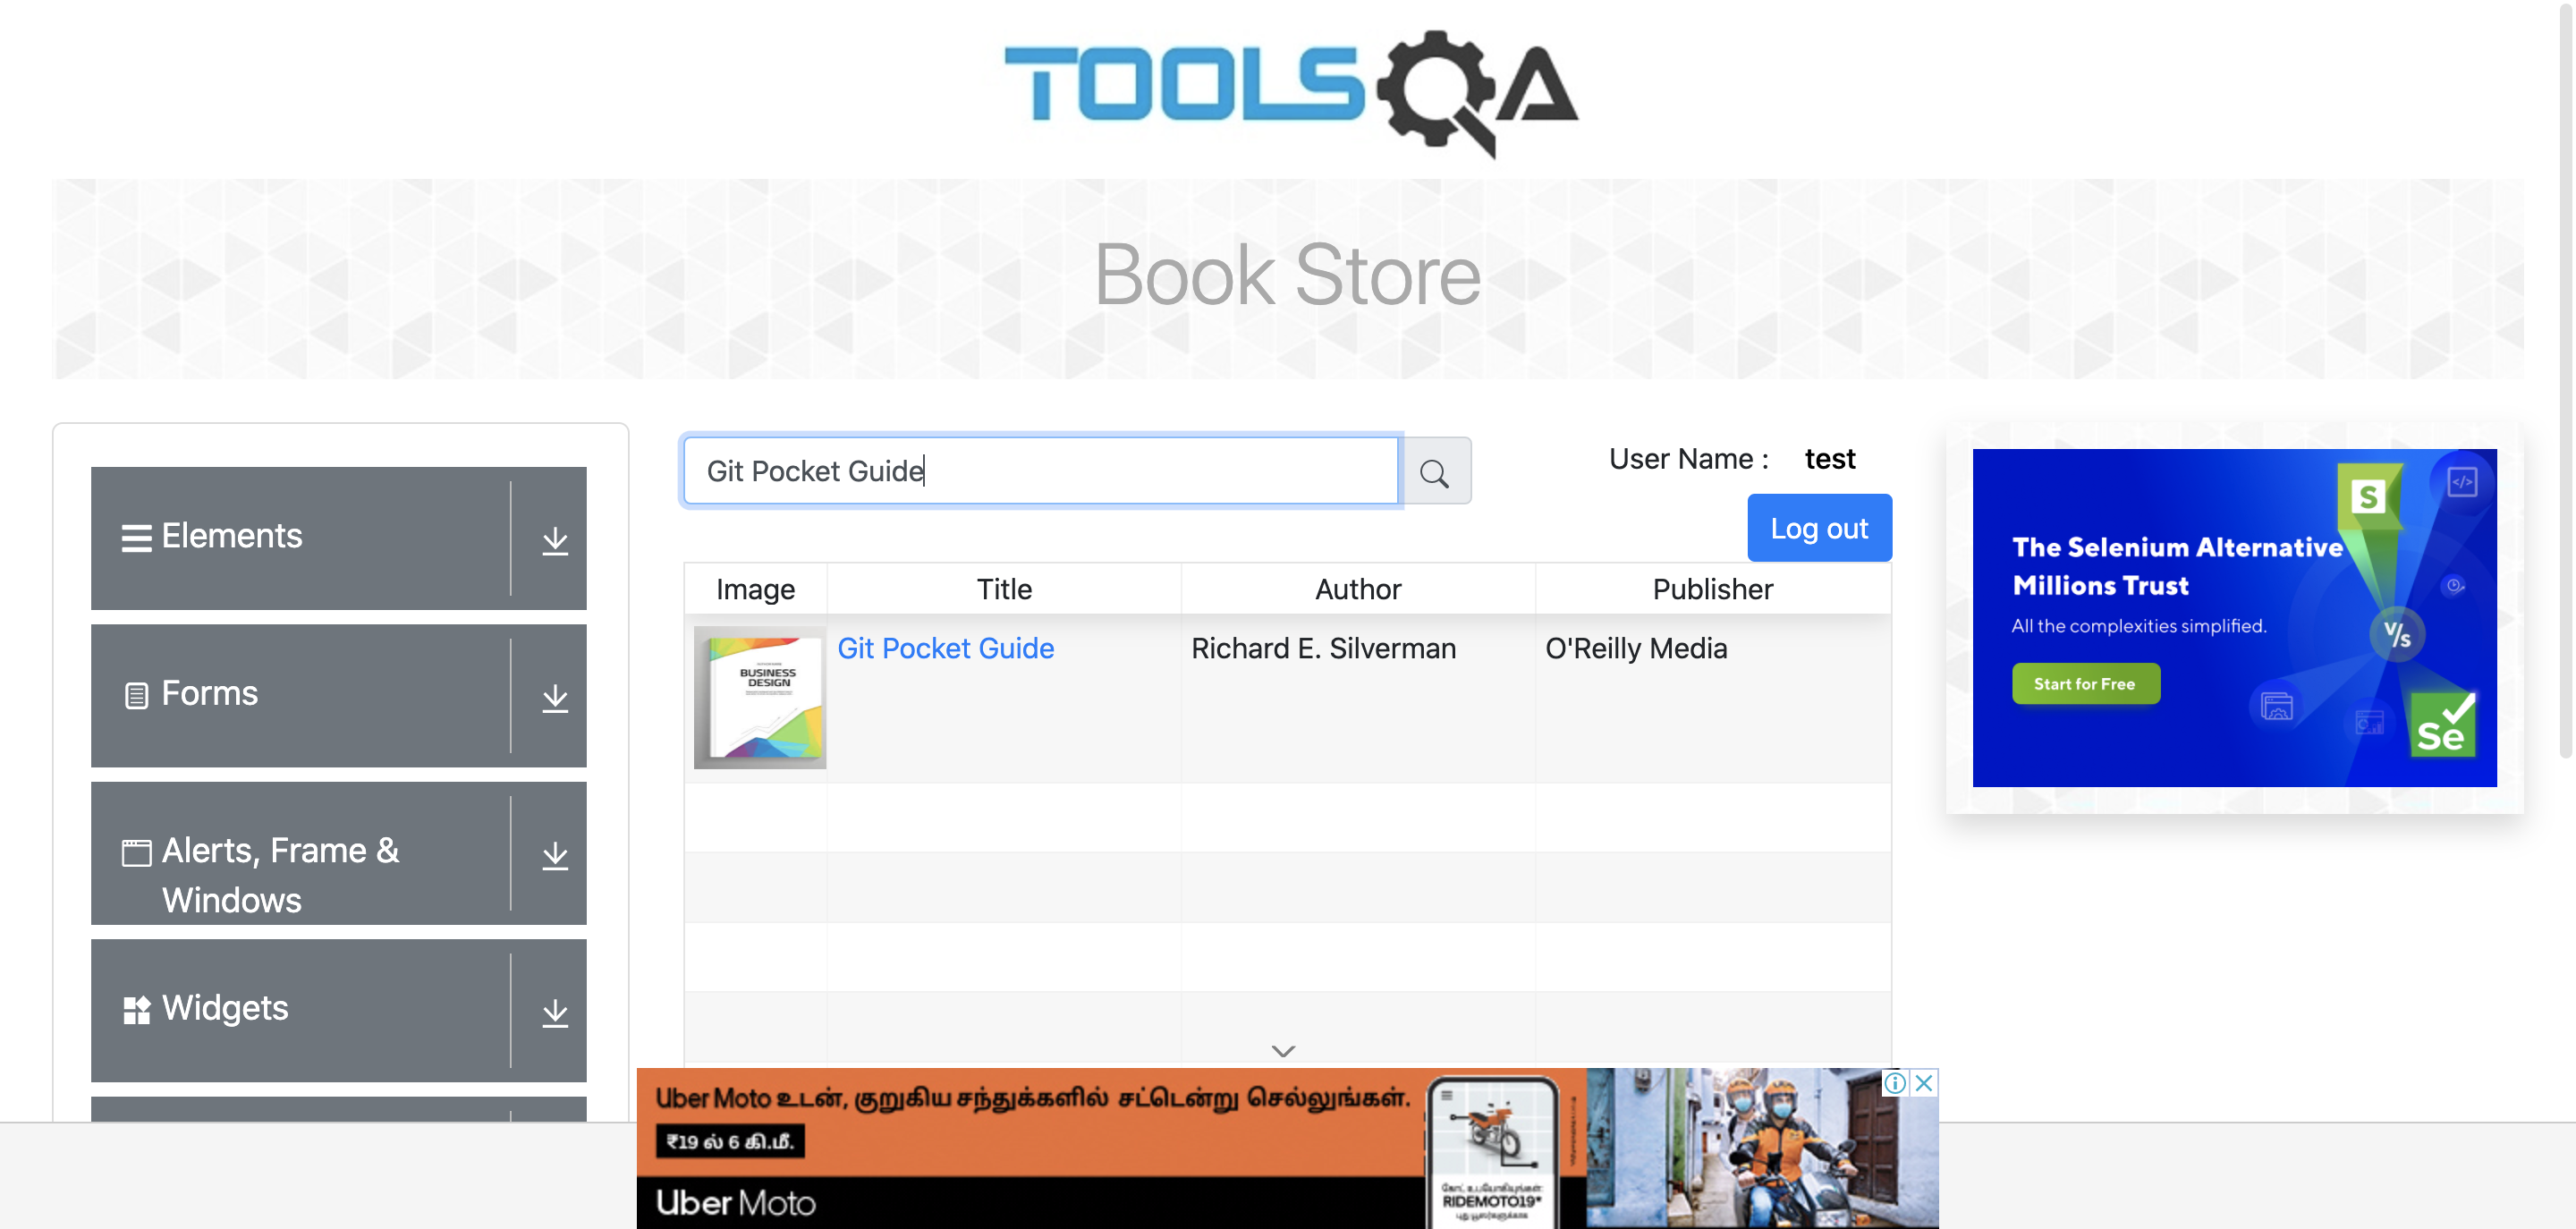 TOOLSQA
Book Store
Elements
Forms
Alerts, Frame &
Windows
Widgets
Git Pocket Guide
User Name : test
Log out
Image Title Author Publisher
BUSINESS
DESIGN
Git Pocket Guide Richard E. Silverman O'Reilly Media
The Selenium Alternative
Millions Trust
All the complexities simplified.
Start for Free
S
</>
V/s
Se
Uber Moto உடன், குறுகிய சந்துக்களில் சட்டென்று செல்லுங்கள்.
₹19 ல் 6 கி.மீ.
Uber Moto
RIDEMOTO19*